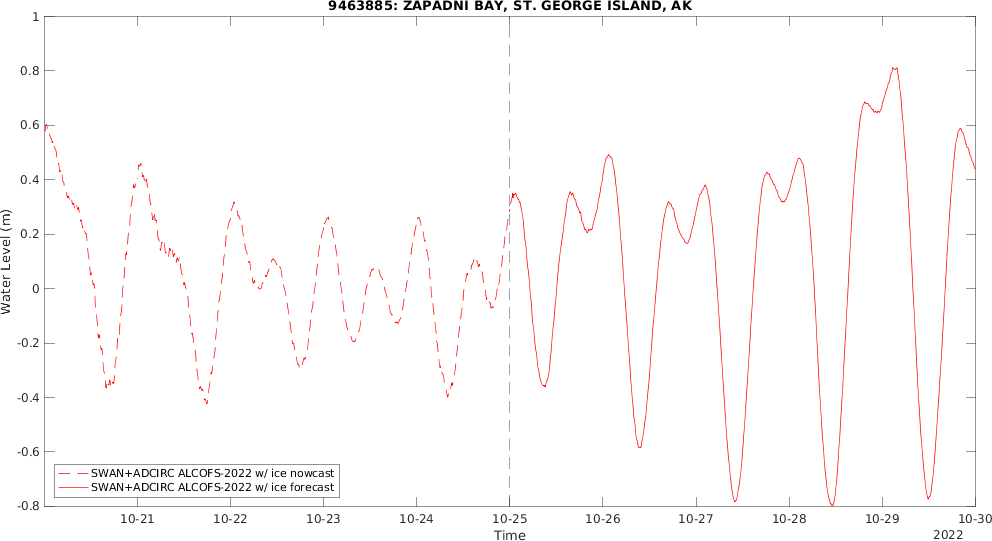 9463885: ZAPADNI BAY, ST. GEORGE ISLAND, AK
1
0.8
0.6
0.4
0.2
0
-0.2
-0.4
-0.6
-0.8
Water Level (m)
SWAN+ADCIRC ALCOFS-2022 w/ ice nowcast
SWAN+ADCIRC ALCOFS-2022 w/ ice forecast
10-21 10-22 10-23 10-24 10-25 10-26 10-27 10-28 10-29 10-30
Time
2022